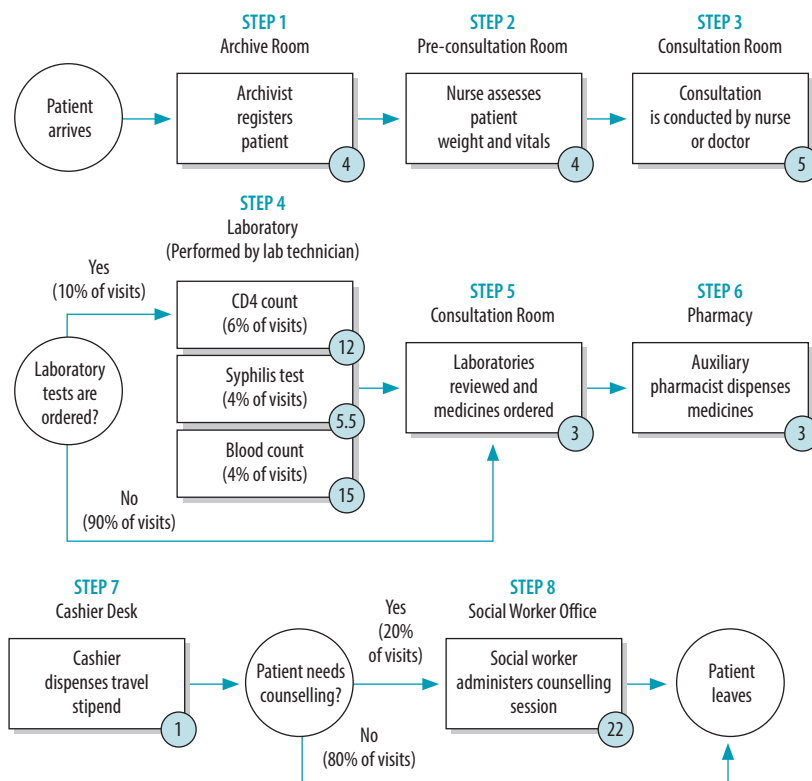 STEP 1
Archive Room
STEP 2
Pre-consultation Room
STEP 3
Consultation Room
Patient
arrives
Archivist
registers
patient
4
Nurse assesses
patient
weight and vitals
4
Consultation
is conducted by nurse
or doctor
5
STEP 4
Laboratory
(Performed by lab technician)
Yes
(10% of visits)
Laboratory
tests are
ordered?
No
(90% of visits)
CD4 count
(6% of visits)
12
Syphilis test
(4% of visits)
5.5
Blood count
(4% of visits)
15
STEP 5
Consultation Room
Laboratories
reviewed and
medicines ordered
3
STEP 6
Pharmacy
Auxiliary
pharmacist dispenses
medicines
3
STEP 7
Cashier Desk
Cashier
dispenses travel
stipend
1
Patient needs
counselling?
Yes
(20%
of visits)
No
(80% of visits)
STEP 8
Social Worker Office
Social worker
administers counselling
session
22
Patient
leaves